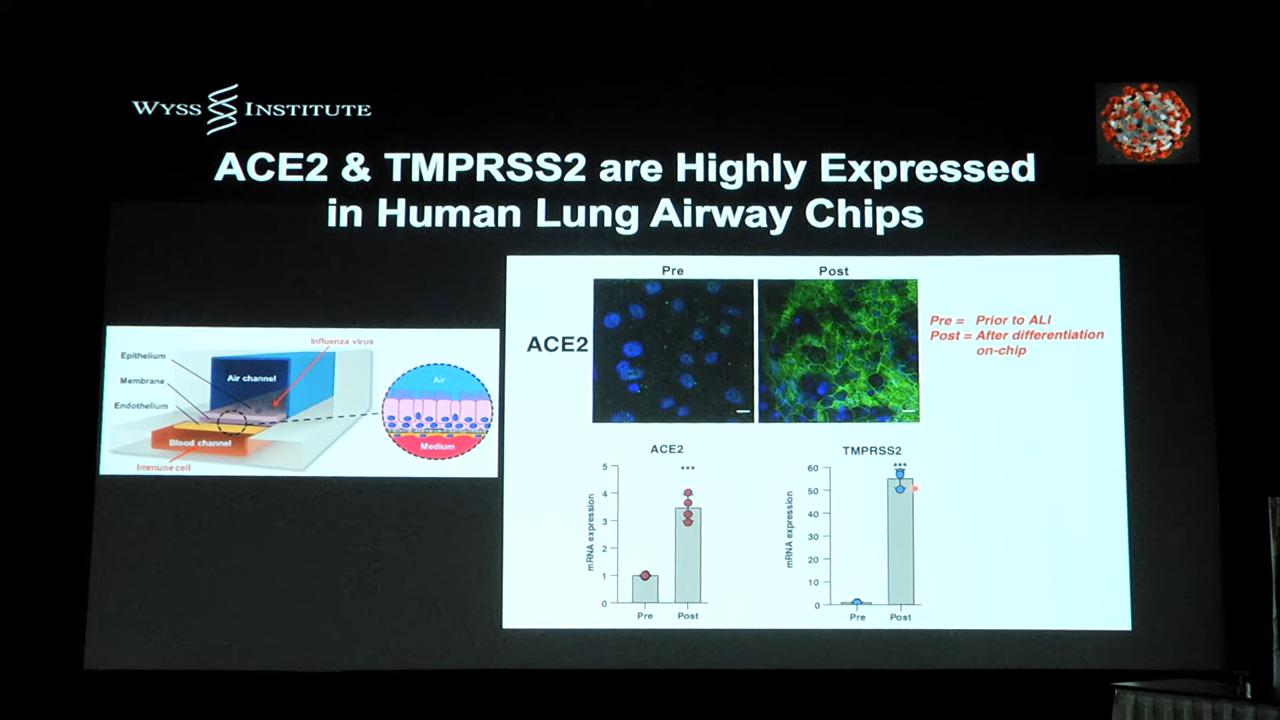 WYSS INSTITUTE
ACE2 & TMPRSS2 are Highly Expressed
in Human Lung Airway Chips
Influenza virus
Epithelium
Air channel
Membrane
Endothelium
Blood channel
Immune cell
Air
Medium
Pre
Post
ACE2
Pre = Prior to ALI
Post = After differentiation
on-chip
ACE2
***
mRNA expression
5
4
3
2
1
0
Pre
Post
TMPRSS2
***
mRNA expression
60
50
40
30
20
10
0
Pre
Post